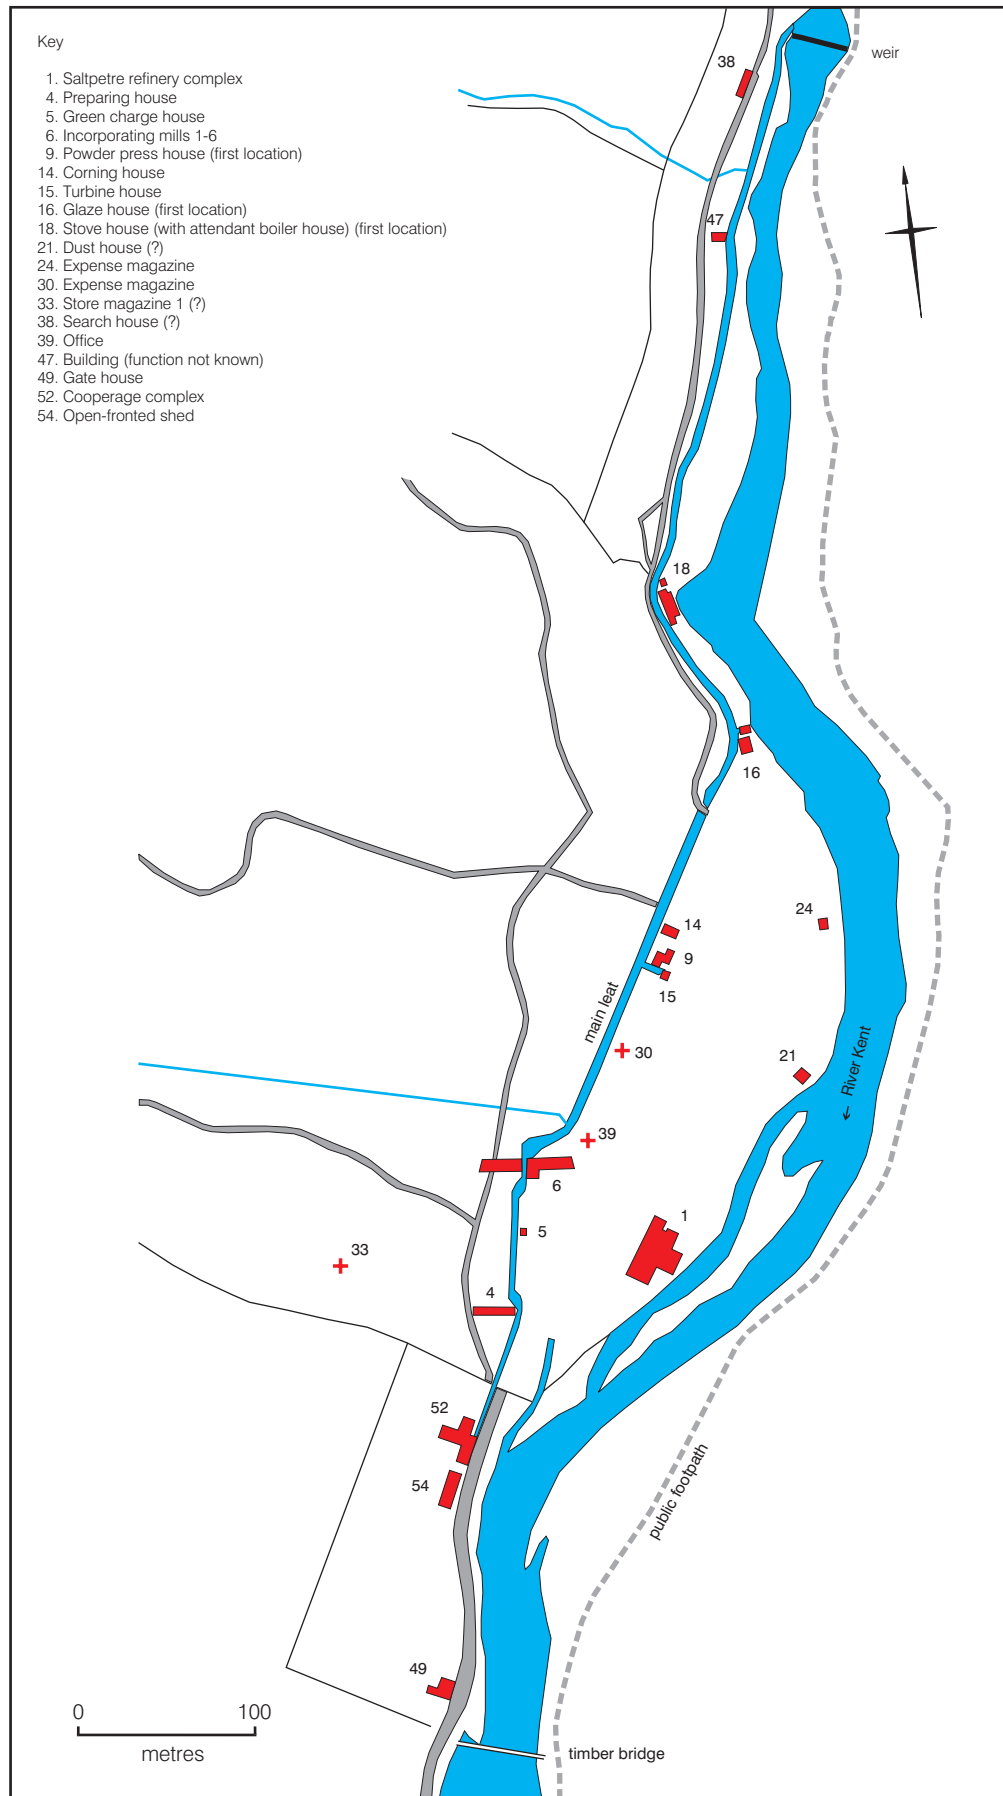 Key
1. Saltpetre refinery complex
4. Preparing house
5. Green charge house
6. Incorporating mills 1-6
9. Powder press house (first location)
14. Corning house
15. Turbine house
16. Glaze house (first location)
18. Stove house (with attendant boiler house) (first location)
21. Dust house (?)
24. Expense magazine
30. Expense magazine
33. Store magazine 1 (?)
38. Search house (?)
39. Office
47. Building (function not known)
49. Gate house
52. Cooperage complex
54. Open-fronted shed
weir
38
47
18
16
24
14
9
15
main leat
30
21
← River Kent
39
6
1
5
33
4
52
54
public footpath
49
0 100
metres
timber bridge